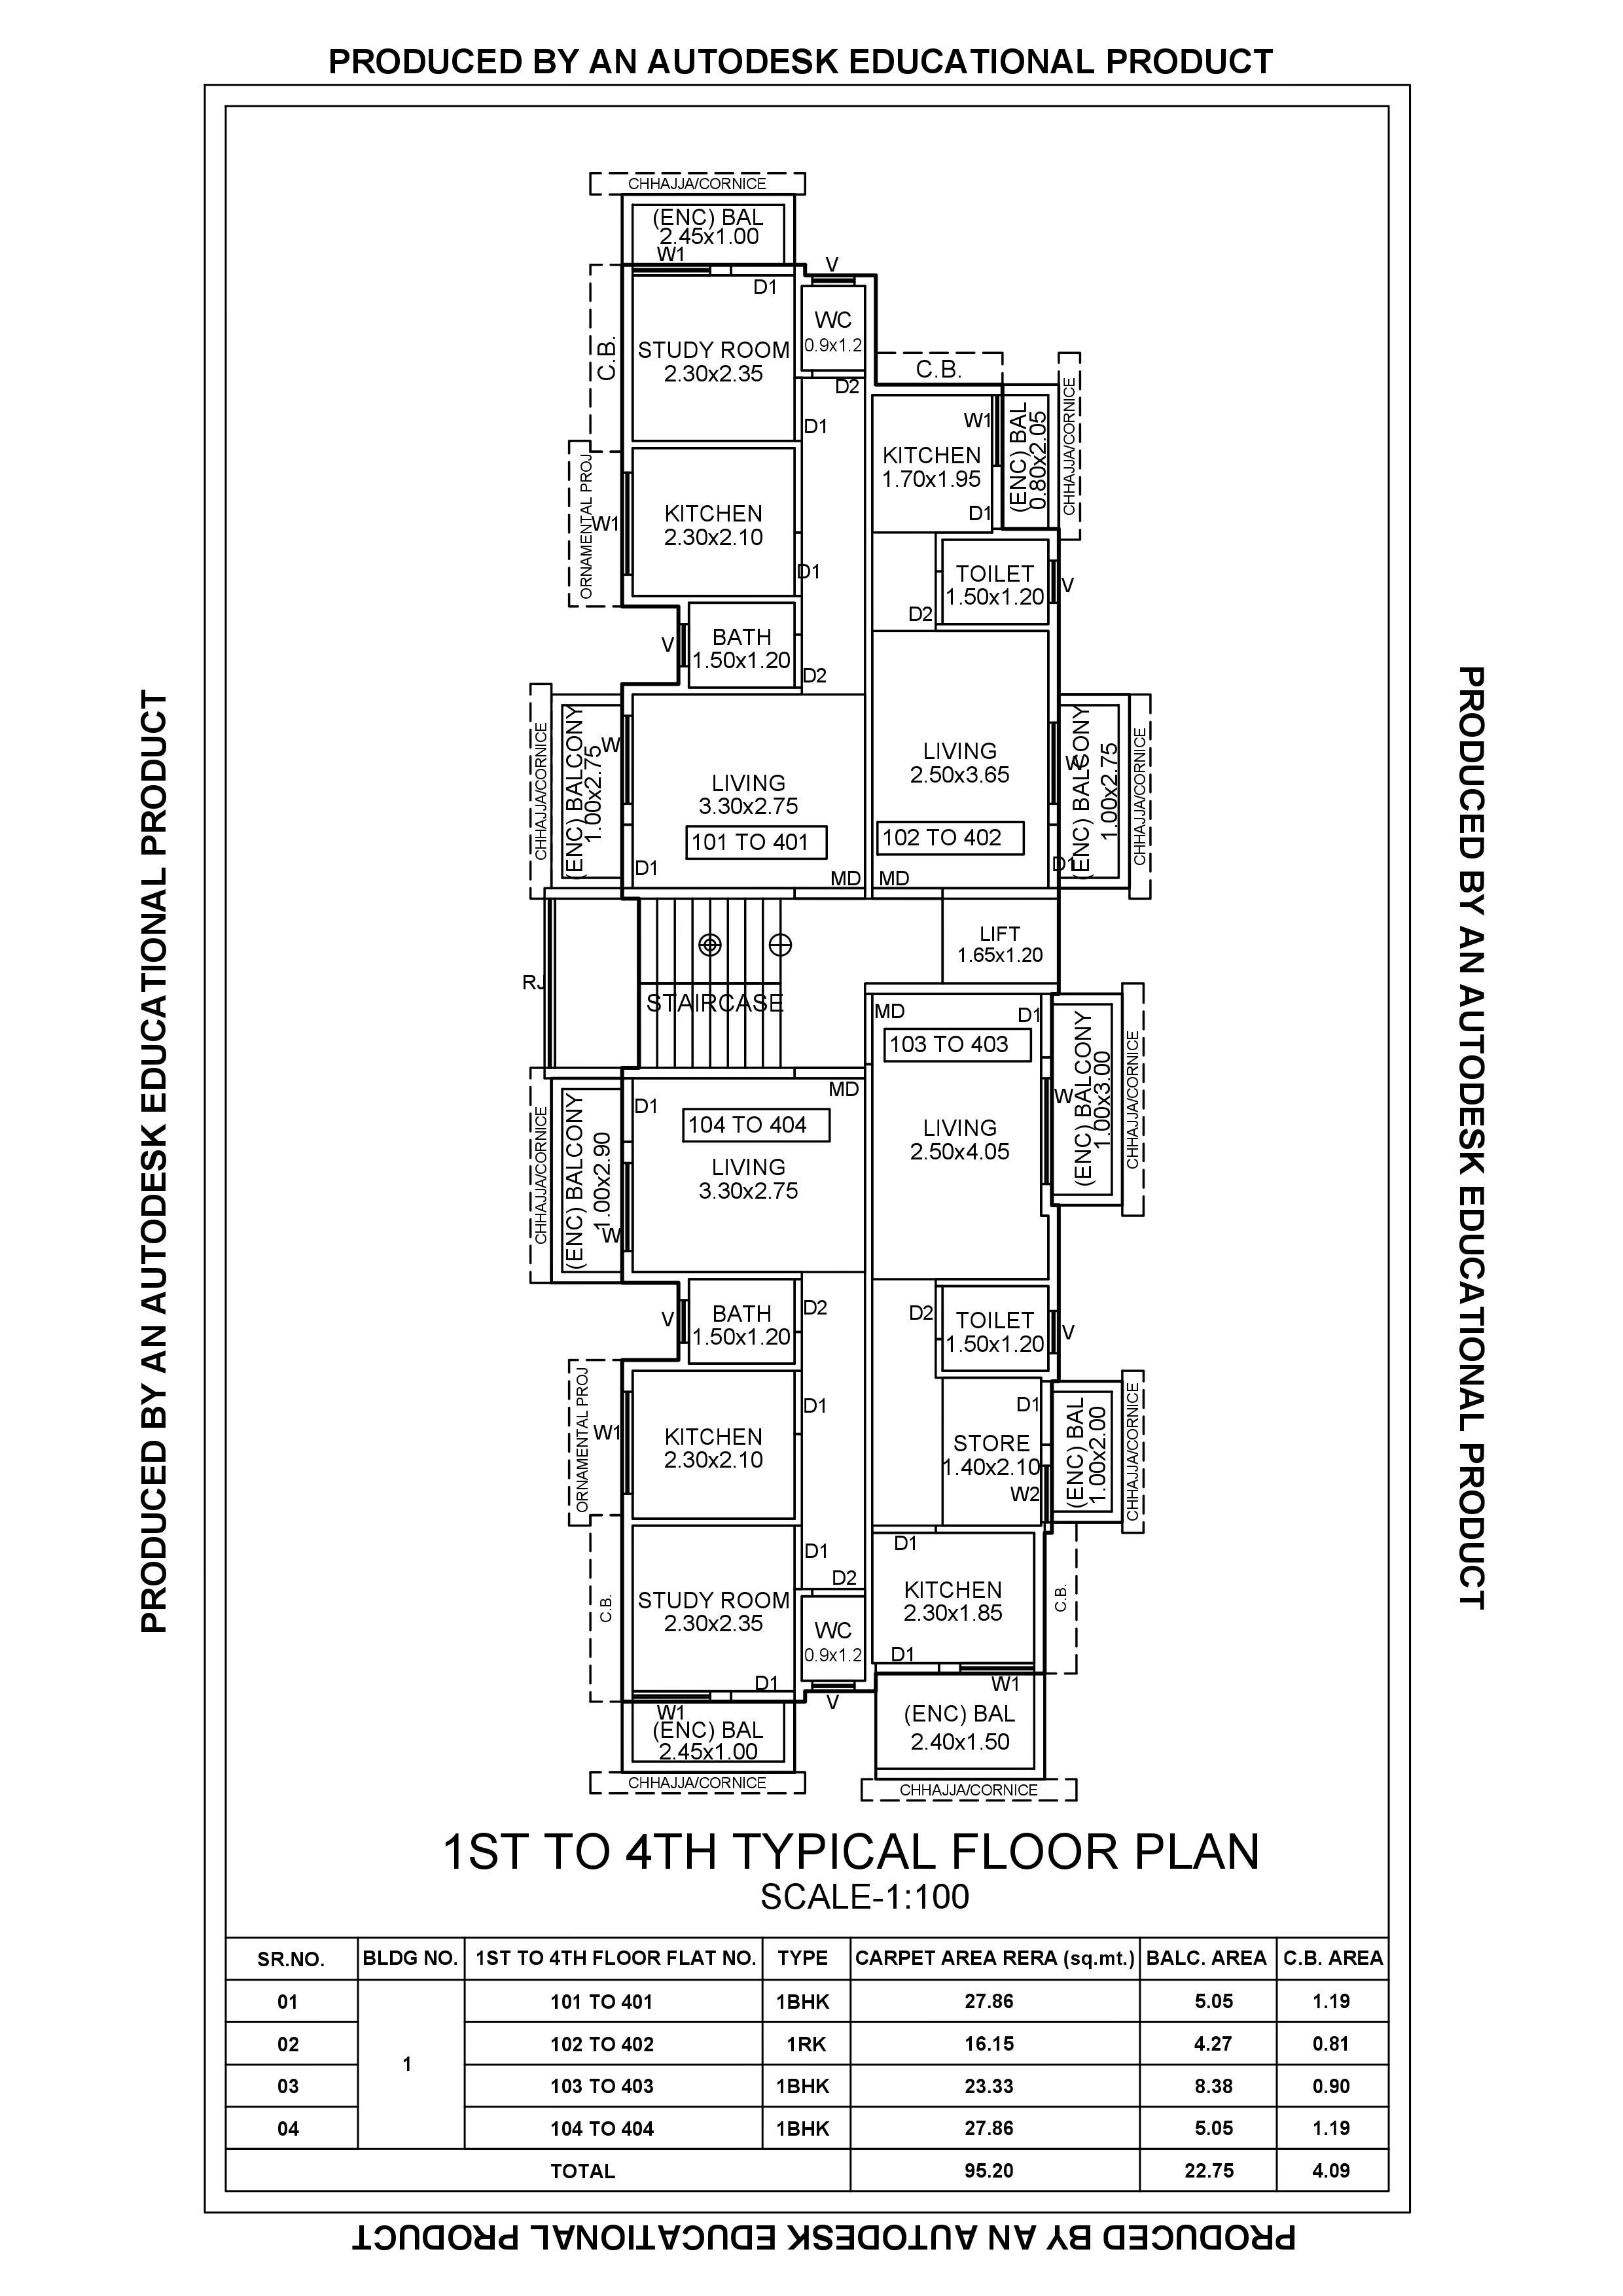 PRODUCED BY AN AUTODESK EDUCATIONAL PRODUCT
CHHAJJA/CORNICE
(ENC) BAL
2.45x1.00
W1
D1
V
WC
0.9x1.2
D2
C.B.
STUDY ROOM
2.30x2.35
D1
C.B.
KITCHEN
1.70x1.95
W1
D1
(ENC) BAL
0.80x2.05
CHHAJJA/CORNICE
ORNAMENTAL PROJ
W1
KITCHEN
2.30x2.10
D1
TOILET
1.50x1.20
V
D2
V
BATH
1.50x1.20
D2
CHHAJJA/CORNICE
(ENC) BALCONY
1.00x2.75
W
D1
LIVING
3.30x2.75
101 TO 401
MD
LIVING
2.50x3.65
102 TO 402
MD
W
D1
(ENC) BALCONY
1.00x2.75
CHHAJJA/CORNICE
LIFT
1.65x1.20
RJ
STAIRCASE
MD
D1
103 TO 403
LIVING
2.50x4.05
W
(ENC) BALCONY
1.00x3.00
CHHAJJA/CORNICE
CHHAJJA/CORNICE
(ENC) BALCONY
1.00x2.90
D1
W
MD
104 TO 404
LIVING
3.30x2.75
V
BATH
1.50x1.20
D2
D2
TOILET
1.50x1.20
V
ORNAMENTAL PROJ
W1
KITCHEN
2.30x2.10
D1
D1
STORE
1.40x2.10
W2
(ENC) BAL
1.00x2.00
CHHAJJA/CORNICE
C.B.
STUDY ROOM
2.30x2.35
D1
D1
D2
WC
0.9x1.2
V
D1
KITCHEN
2.30x1.85
D1
W1
C.B.
W1
(ENC) BAL
2.45x1.00
CHHAJJA/CORNICE
(ENC) BAL
2.40x1.50
CHHAJJA/CORNICE
1ST TO 4TH TYPICAL FLOOR PLAN
SCALE-1:100
SR.NO. BLDG NO. 1ST TO 4TH FLOOR FLAT NO. TYPE CARPET AREA RERA (sq.mt.) BALC. AREA C.B. AREA
01 101 TO 401 1BHK 27.86 5.05 1.19
02 102 TO 402 1RK 16.15 4.27 0.81
1
03 103 TO 403 1BHK 23.33 8.38 0.90
04 104 TO 404 1BHK 27.86 5.05 1.19
TOTAL 95.20 22.75 4.09
PRODUCED BY AN AUTODESK EDUCATIONAL PRODUCT
PRODUCED BY AN AUTODESK EDUCATIONAL PRODUCT
PRODUCED BY AN AUTODESK EDUCATIONAL PRODUCT